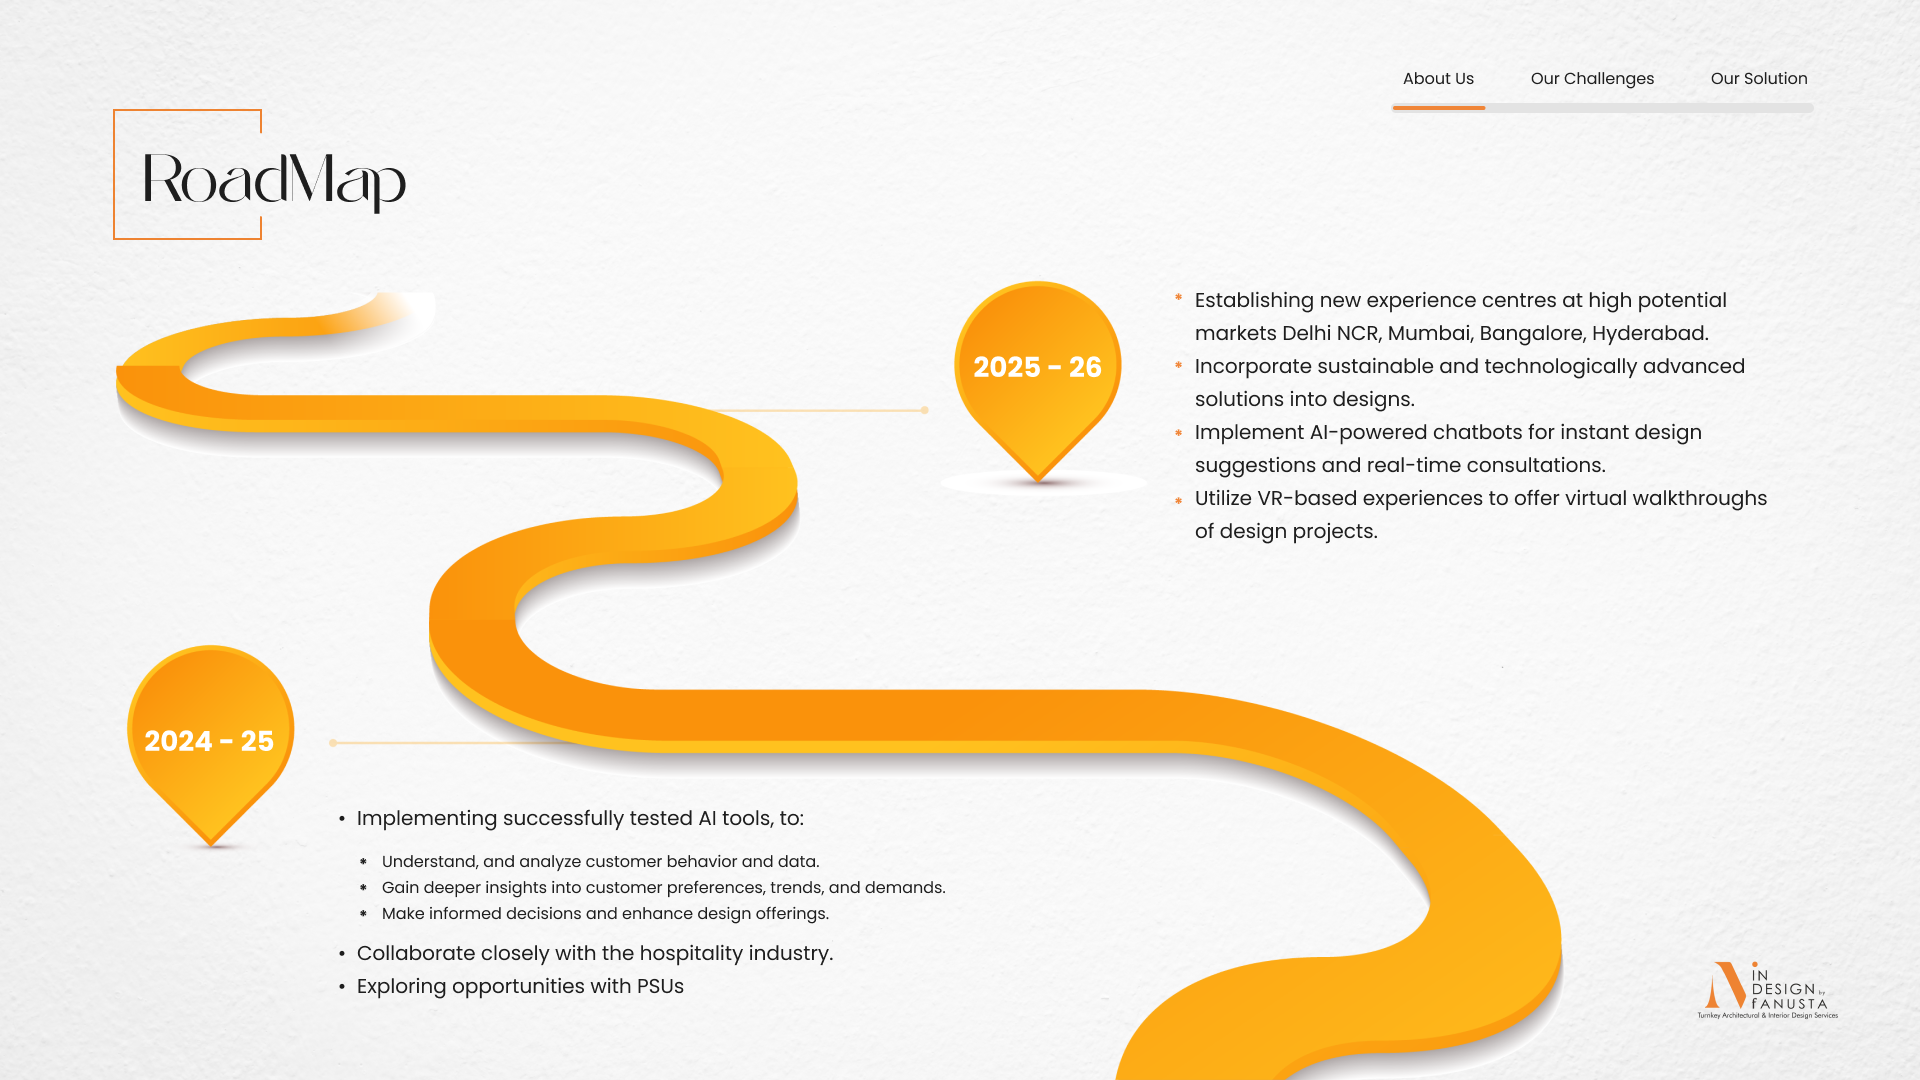 About Us
Our Challenges
Our Solution
RoadMap
2025 - 26
* Establishing new experience centres at high potential
markets Delhi NCR, Mumbai, Bangalore, Hyderabad.
* Incorporate sustainable and technologically advanced
solutions into designs.
* Implement AI-powered chatbots for instant design
suggestions and real-time consultations.
* Utilize VR-based experiences to offer virtual walkthroughs
of design projects.
2024 - 25
• Implementing successfully tested AI tools, to:
* Understand, and analyze customer behavior and data.
* Gain deeper insights into customer preferences, trends, and demands.
* Make informed decisions and enhance design offerings.
• Collaborate closely with the hospitality industry.
• Exploring opportunities with PSUs
iN
DESIGN by
fANUSTA
Turnkey Architectural & Interior Design Services